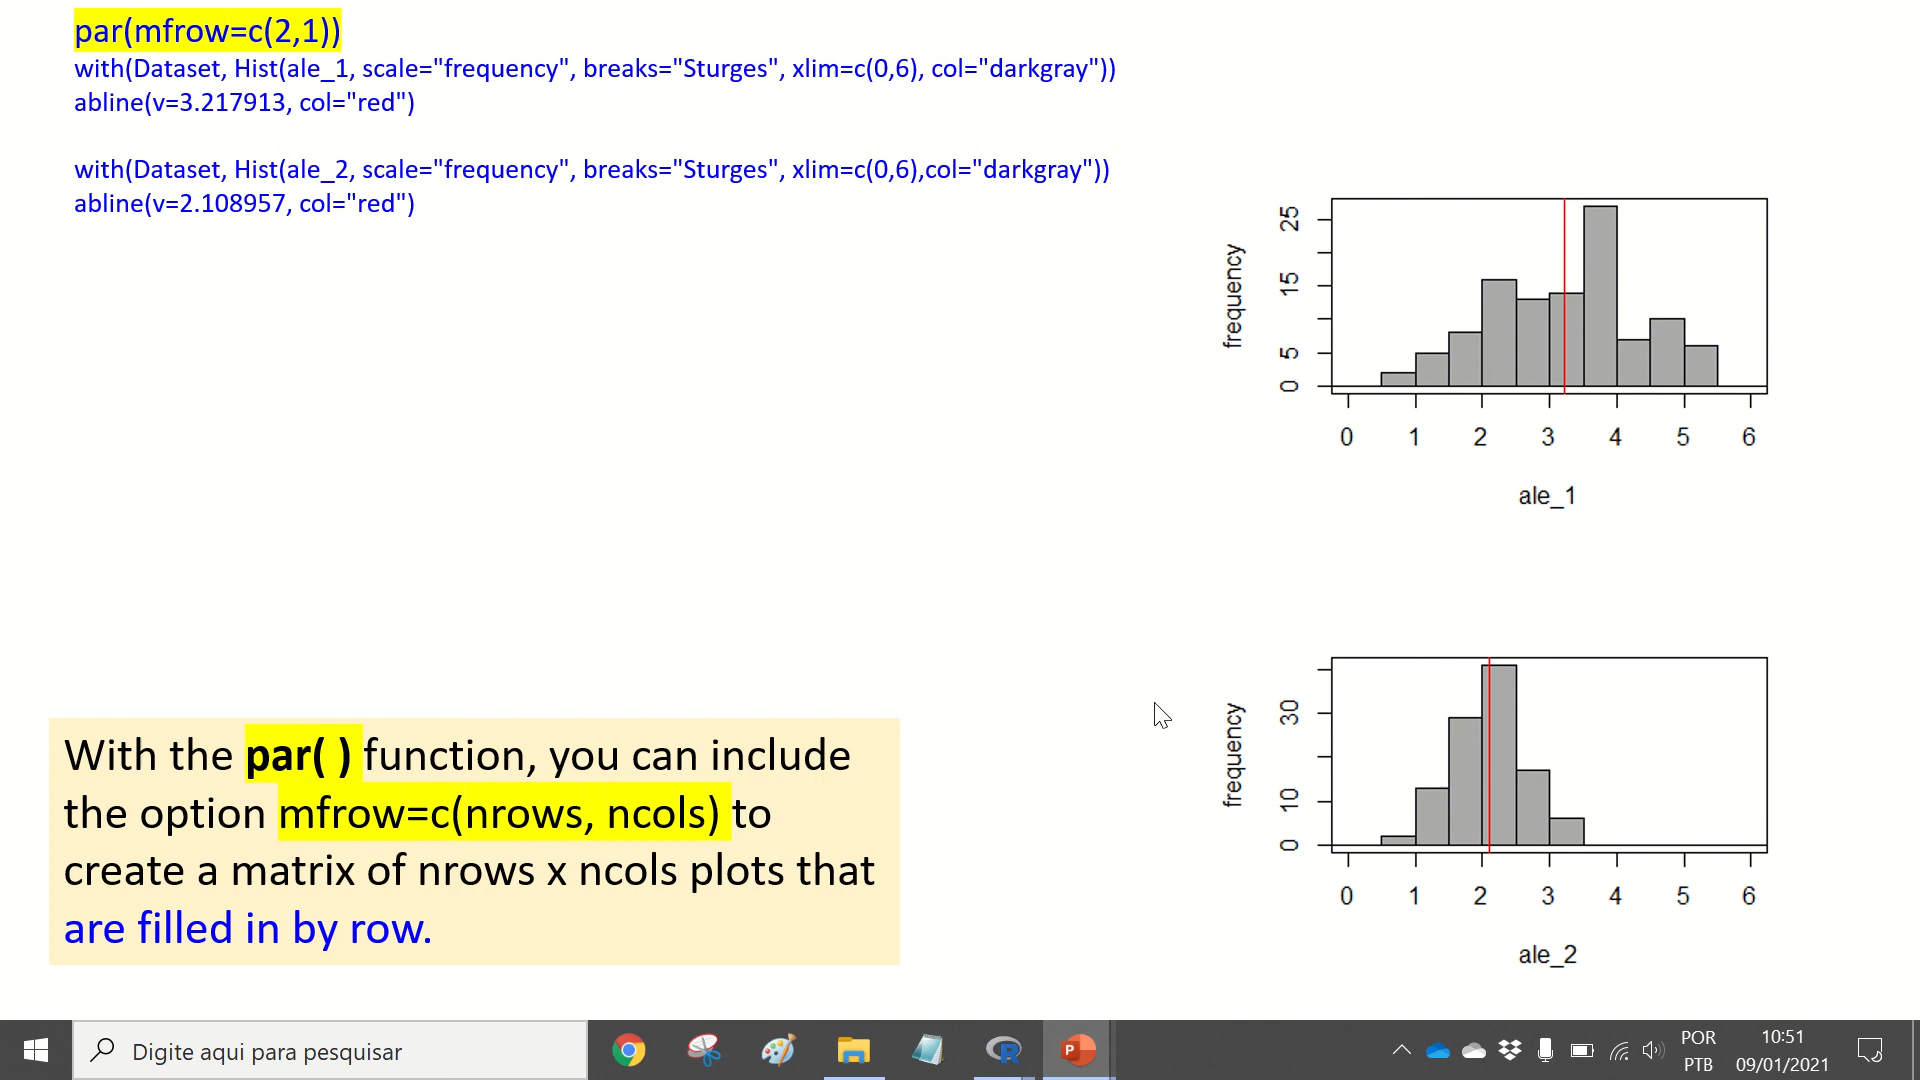 par(mfrow=c(2,1))
with(Dataset, Hist(ale_1, scale="frequency", breaks="Sturges", xlim=c(0,6), col="darkgray"))
abline(v=3.217913, col="red")
with(Dataset, Hist(ale_2, scale="frequency", breaks="Sturges", xlim=c(0,6),col="darkgray"))
abline(v=2.108957, col="red")
frequency
25
15
5
0
0 1 2 3 4 5 6
ale_1
frequency
30
10
0
0 1 2 3 4 5 6
ale_2
With the par( ) function, you can include
the option mfrow=c(nrows, ncols) to
create a matrix of nrows x ncols plots that
are filled in by row.
Digite aqui para pesquisar
R
P
POR
PTB
10:51
09/01/2021